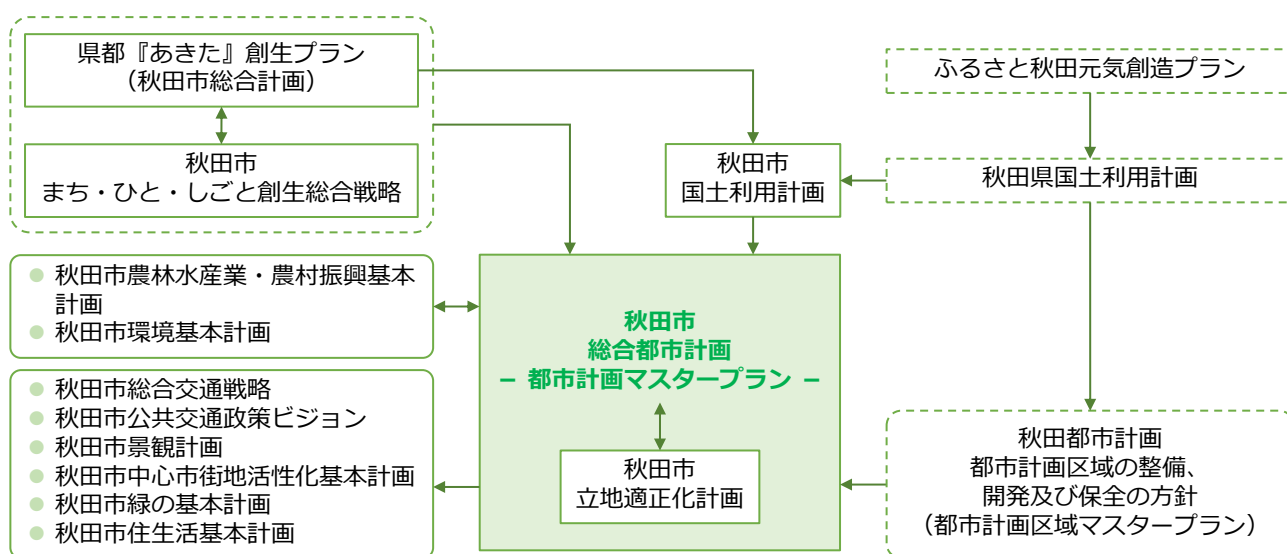 県都『あきた』創生プラン
（秋田市総合計画）
秋田市
まち・ひと・しごと創生総合戦略
秋田市
国土利用計画
ふるさと秋田元気創造プラン
秋田県国土利用計画
秋田市農林水産業・農村振興基本
計画
秋田市環境基本計画
秋田市総合交通戦略
秋田市公共交通政策ビジョン
秋田市景観計画
秋田市中心市街地活性化基本計画
秋田市緑の基本計画
秋田市住生活基本計画
秋田市
総合都市計画
− 都市計画マスタープラン −
秋田市
立地適正化計画
秋田都市計画
都市計画区域の整備、
開発及び保全の方針
（都市計画区域マスタープラン）